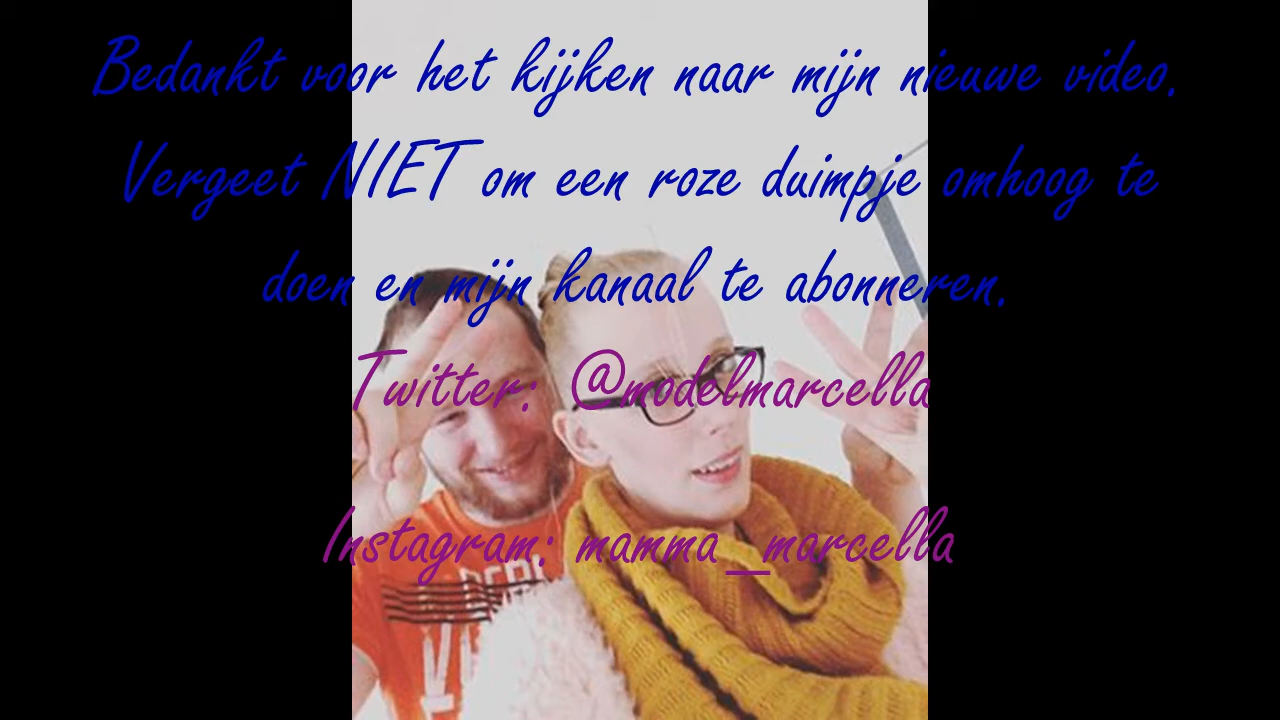 Bedankt voor het kijken naar mijn nieuwe video.
Vergeet NIET om een roze duimpje omhoog te
doen en mijn kanaal te abonneren.
Twitter: @modelmarcella
Instagram: mamma_marcella